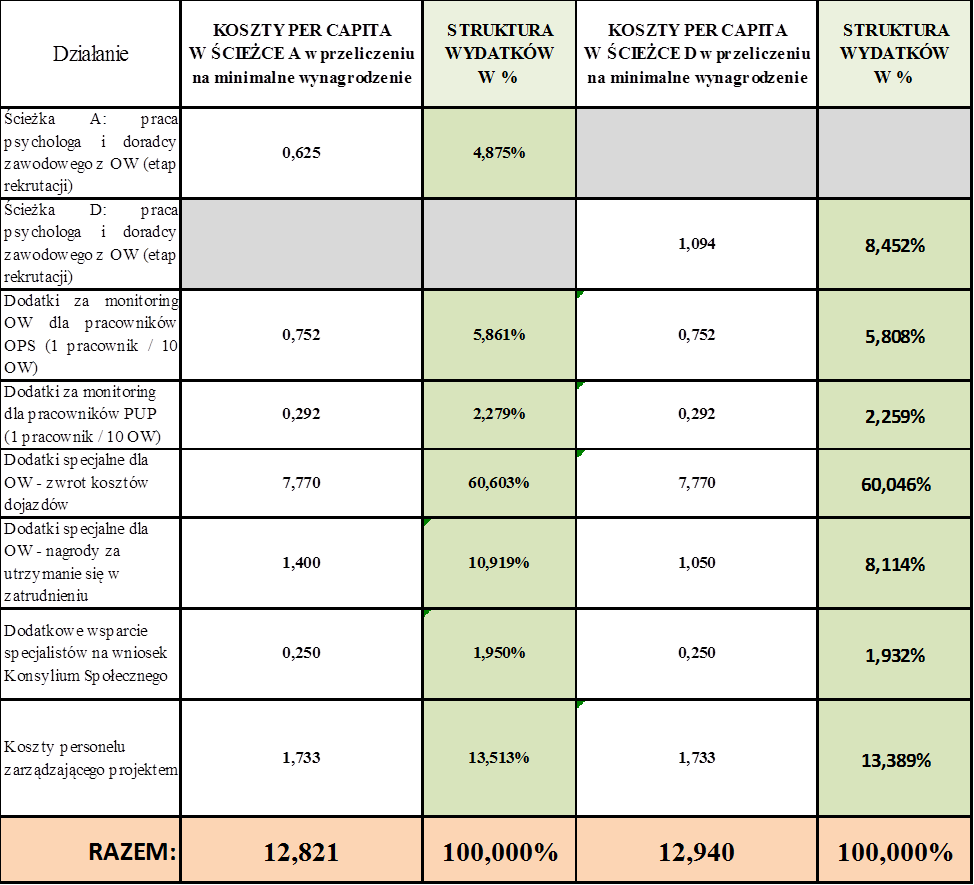 Działanie
KOSZTY PER CAPITA
W ŚCIEŻCE A w przeliczeniu
na minimalne wynagrodzenie
STRUKTURA
WYDATKÓW
W %
KOSZTY PER CAPITA
W ŚCIEŻCE D w przeliczeniu
na minimalne wynagrodzenie
STRUKTURA
WYDATKÓW
W %
Ścieżka A: praca
psychologa i doradcy
zawodowego z OW (etap
rekrutacji)
0,625
4,875%
Ścieżka D: praca
psychologa i doradcy
zawodowego z OW (etap
rekrutacji)
1,094
8,452%
Dodatki za monitoring
OW dla pracowników
OPS (1 pracownik / 10
OW)
0,752
5,861%
0,752
5,808%
Dodatki za monitoring
dla pracowników PUP
(1 pracownik / 10 OW)
0,292
2,279%
0,292
2,259%
Dodatki specjalne dla
OW - zwrot kosztów
dojazdów
7,770
60,603%
7,770
60,046%
Dodatki specjalne dla
OW - nagrody za
utrzymanie się w
zatrudnieniu
1,400
10,919%
1,050
8,114%
Dodatkowe wsparcie
specjalistów na wniosek
Konsylium Społecznego
0,250
1,950%
0,250
1,932%
Koszty personelu
zarządzającego projektem
1,733
13,513%
1,733
13,389%
RAZEM:
12,821
100,000%
12,940
100,000%